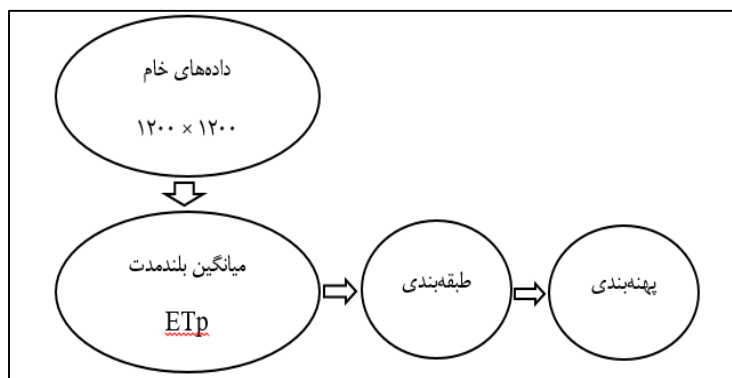 داده‌های خام
۱۲۰۰ × ۱۲۰۰
میانگین بلندمدت
ETp
طبقه‌بندی
پهنه‌بندی